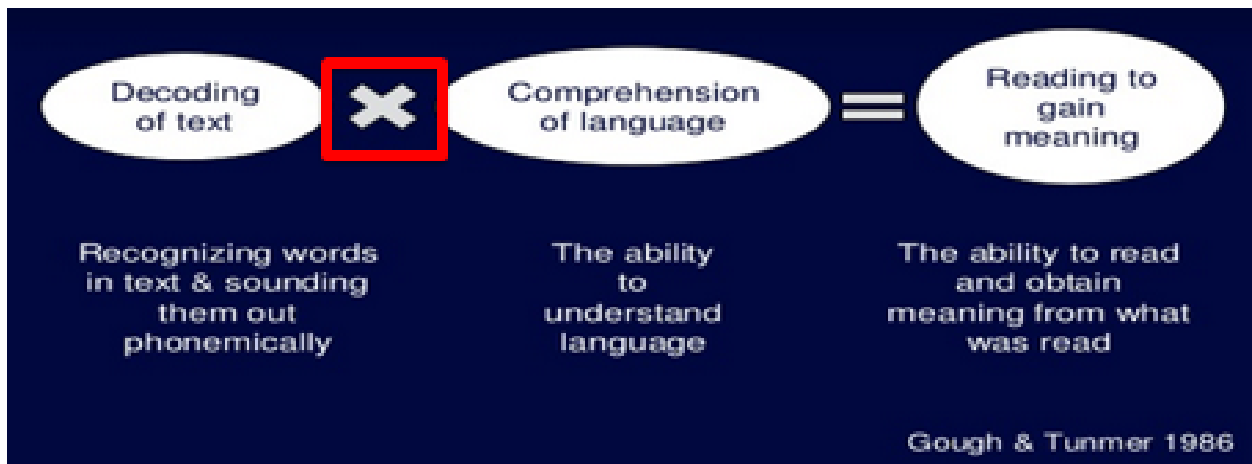 Decoding
of text
×
Comprehension
of language
=
Reading to
gain
meaning
Recognizing words
in text & sounding
them out
phonemically
The ability
to
understand
language
The ability to read
and obtain
meaning from what
was read
Gough & Tunmer 1986